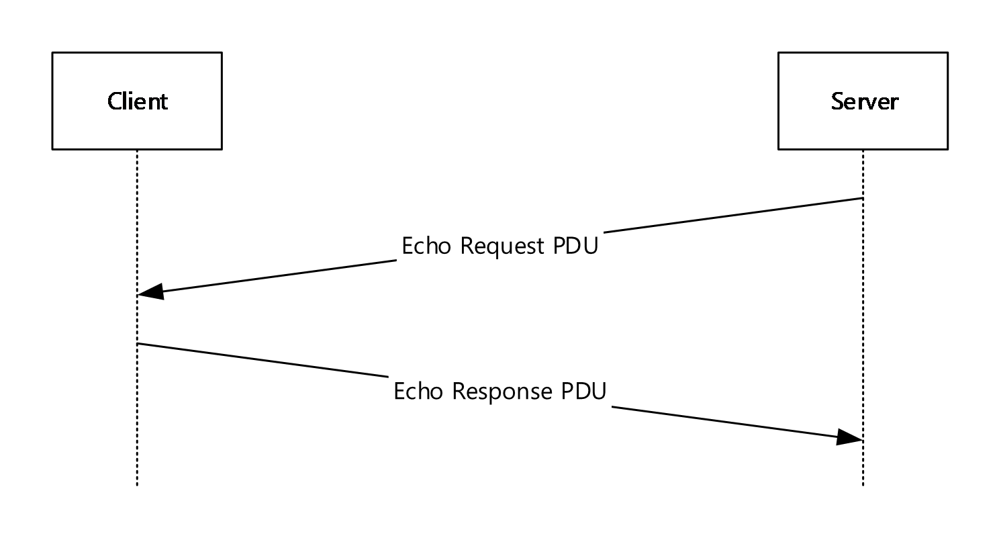 Client
Server
Echo Request PDU
Echo Response PDU